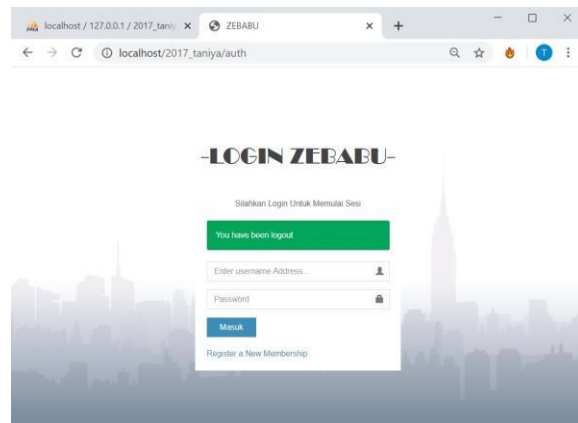 localhost / 127.0.0.1 / 2017_taniy
ZEBABU
localhost/2017_taniya/auth
T
-LOGIN ZEBABU-
Silahkan Login Untuk Memulai Sesi
You have been logout
Enter username Address...
Password
Masuk
Register a New Membership